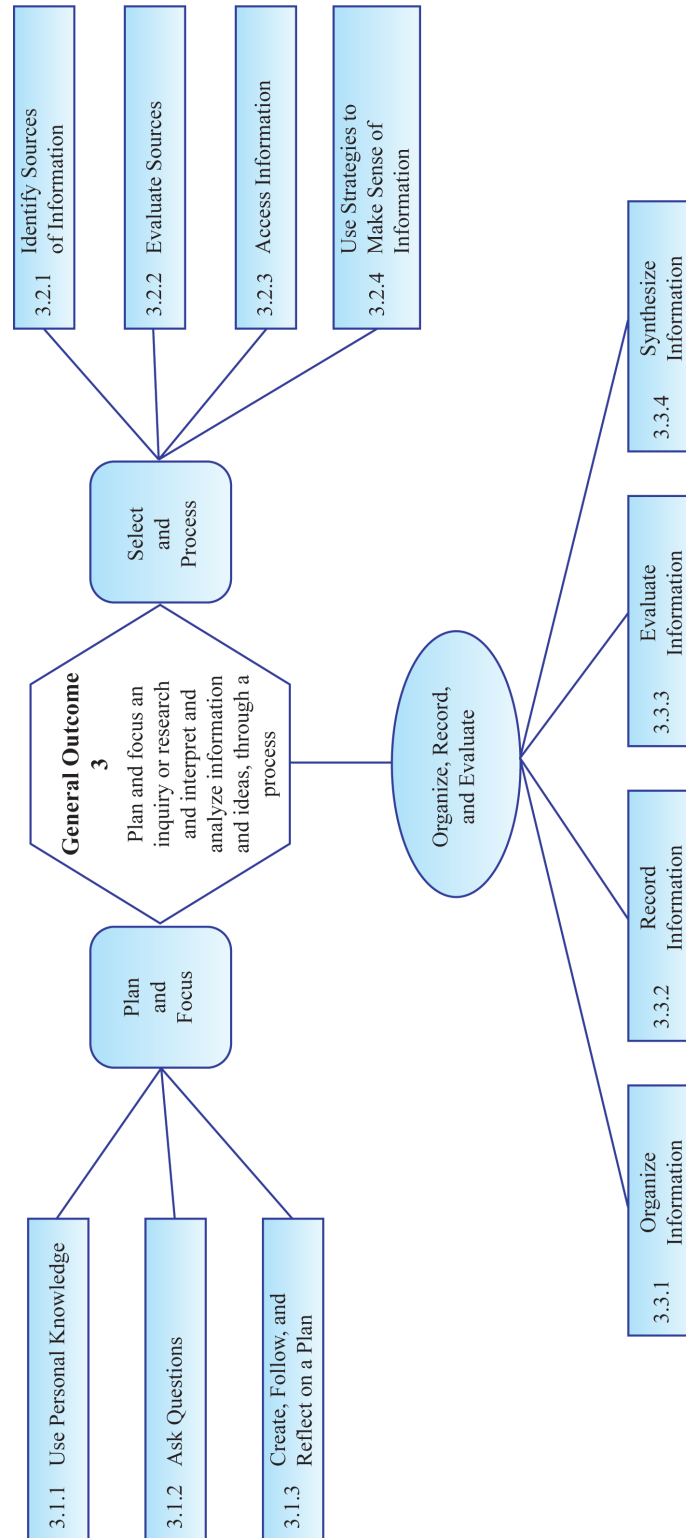 General Outcome
3
Plan and focus an
inquiry or research
and interpret and
analyze information
and ideas, through a
process
Plan
and
Focus
3.1.1 Use Personal Knowledge
3.1.2 Ask Questions
3.1.3 Create, Follow, and
Reflect on a Plan
Select
and
Process
3.2.1 Identify Sources
of Information
3.2.2 Evaluate Sources
3.2.3 Access Information
3.2.4 Use Strategies to
Make Sense of
Information
Organize, Record,
and Evaluate
3.3.1 Organize
Information
3.3.2 Record
Information
3.3.3 Evaluate
Information
3.3.4 Synthesize
Information